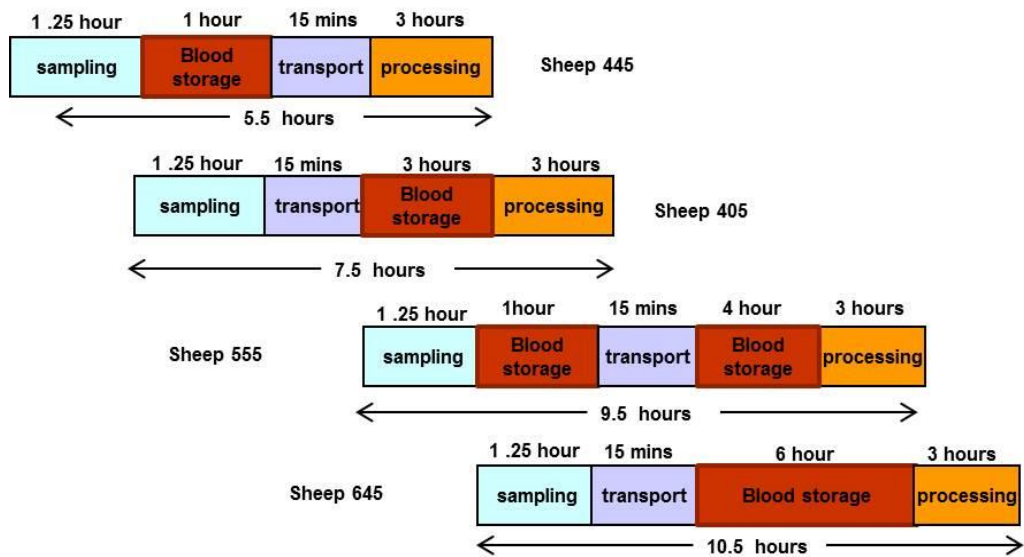 1 .25 hour 1 hour 15 mins 3 hours
sampling Blood storage transport processing Sheep 445
5.5 hours
1 .25 hour 15 mins 3 hours 3 hours
sampling transport Blood storage processing Sheep 405
7.5 hours
1 .25 hour 1hour 15 mins 4 hour 3 hours
Sheep 555 sampling Blood storage transport Blood storage processing
9.5 hours
1 .25 hour 15 mins 6 hour 3 hours
Sheep 645 sampling transport Blood storage processing
10.5 hours